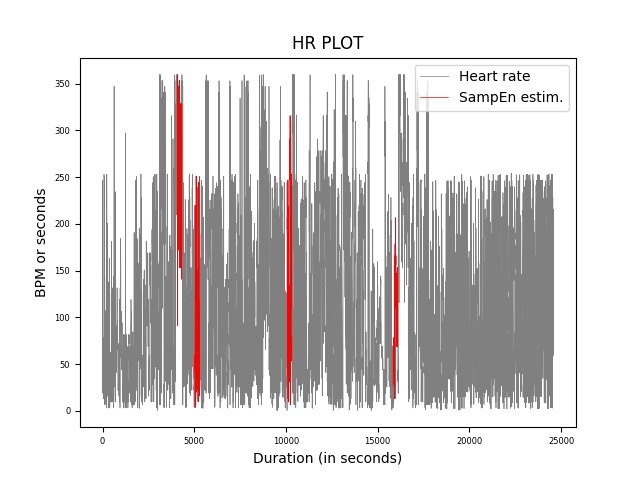 HR PLOT
Heart rate
SampEn estim.
BPM or seconds
350
300
250
200
150
100
50
0
0 5000 10000 15000 20000 25000
Duration (in seconds)